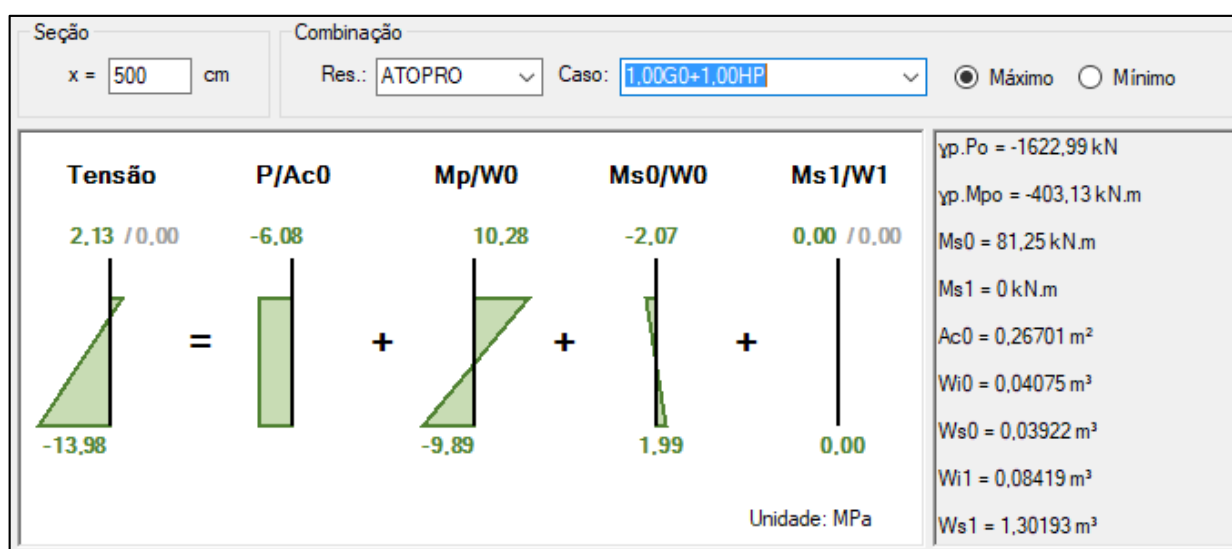 Seção
x = 500 cm
Combinação
Res.: ATOPRO Caso: 1,00G0+1,00HP Máximo Mínimo
Tensão P/Ac0 Mp/W0 Ms0/W0 Ms1/W1
2,13 / 0,00 -6,08 10,28 -2,07 0,00 / 0,00
= + + +
-13,98 -9,89 1,99 0,00
Unidade: MPa
γp.Po = -1622,99 kN
γp.Mpo = -403,13 kN.m
Ms0 = 81,25 kN.m
Ms1 = 0 kN.m
Ac0 = 0,26701 m²
Wi0 = 0,04075 m³
Ws0 = 0,03922 m³
Wi1 = 0,08419 m³
Ws1 = 1,30193 m³